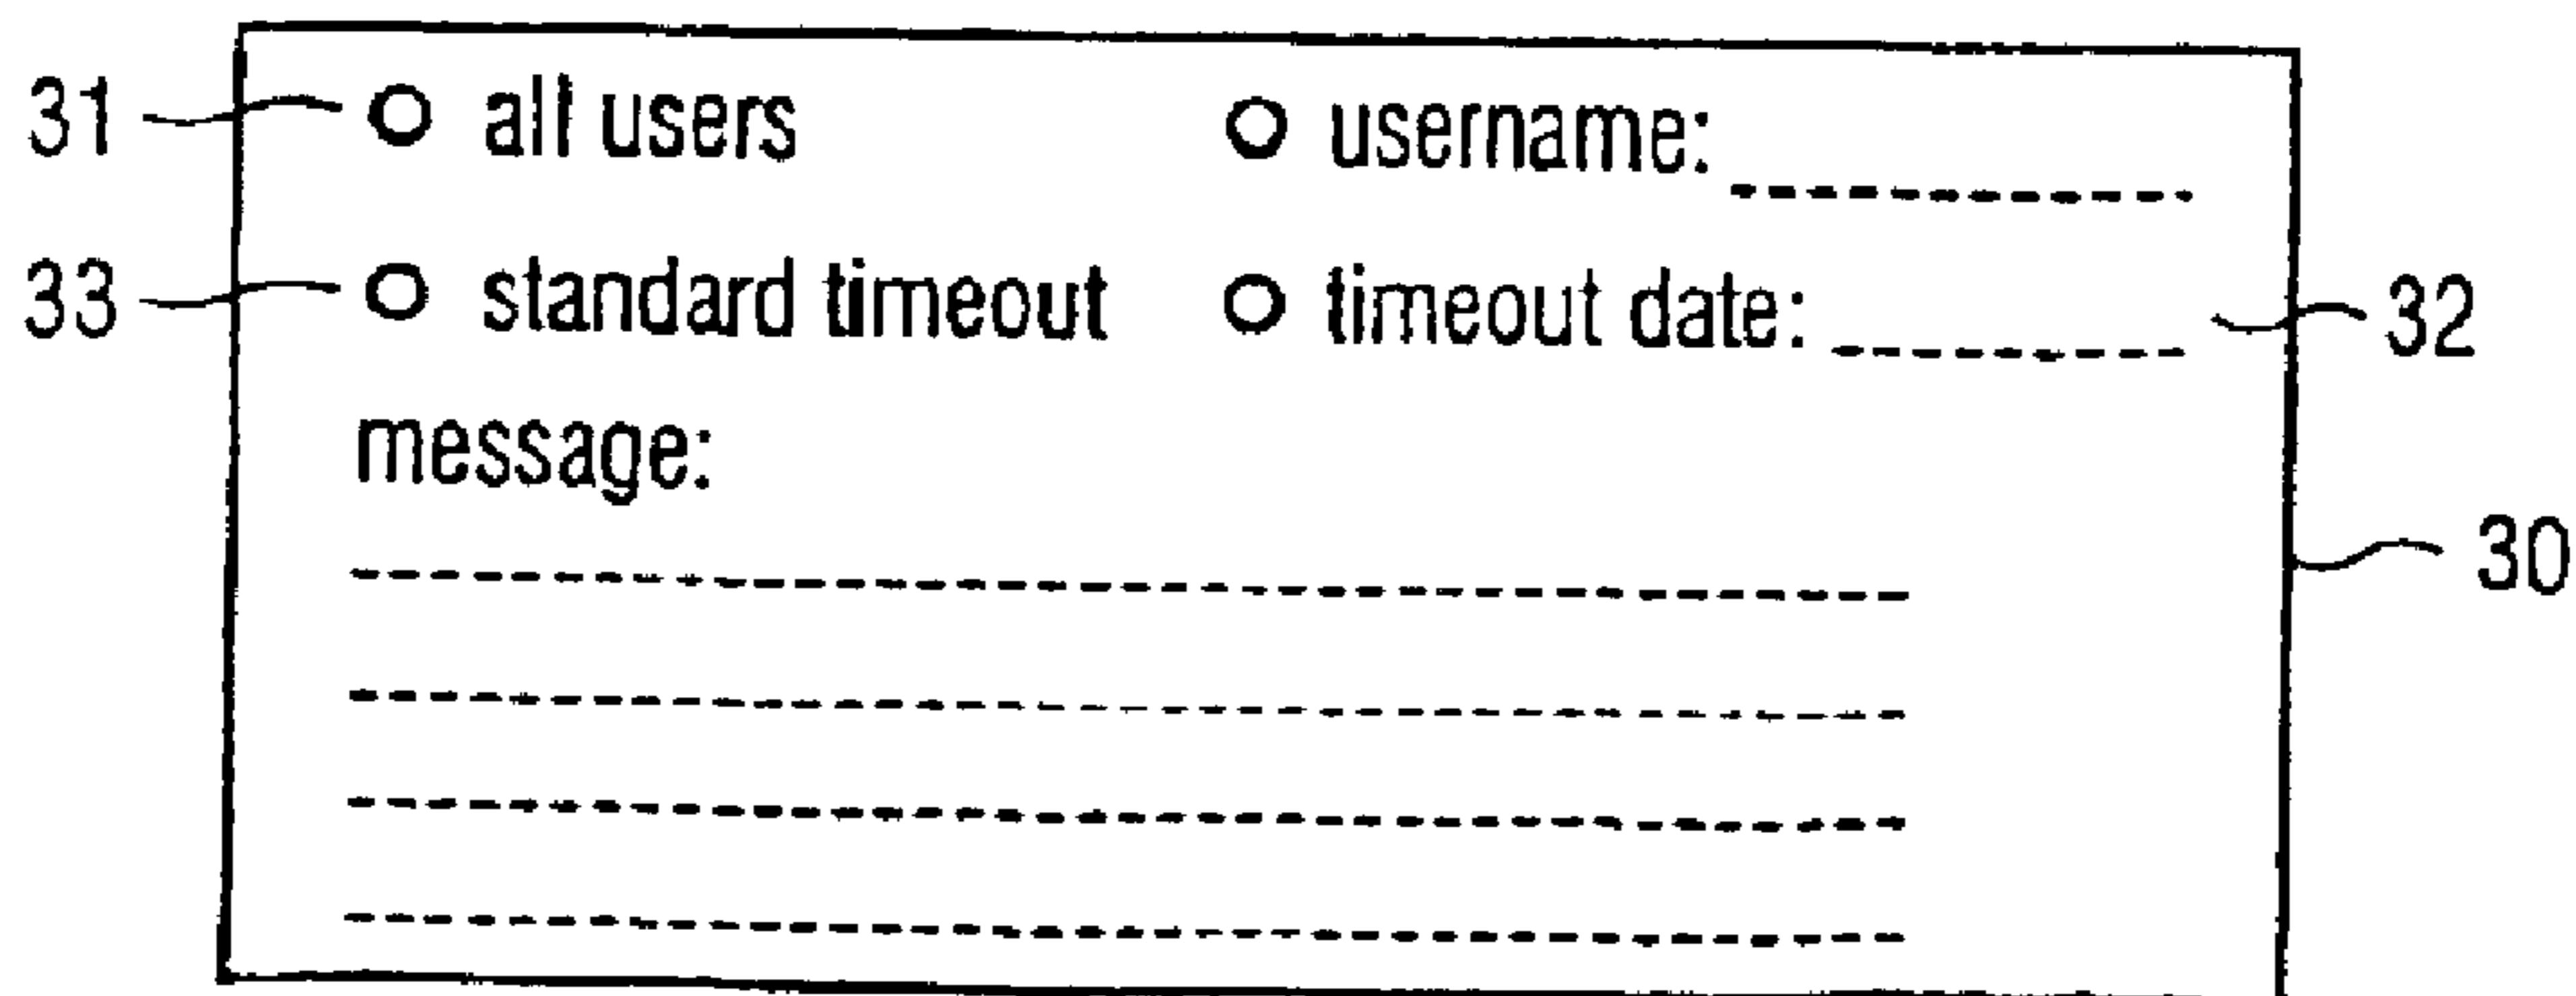 31 all users username:
33 standard timeout timeout date: 32
message:
30